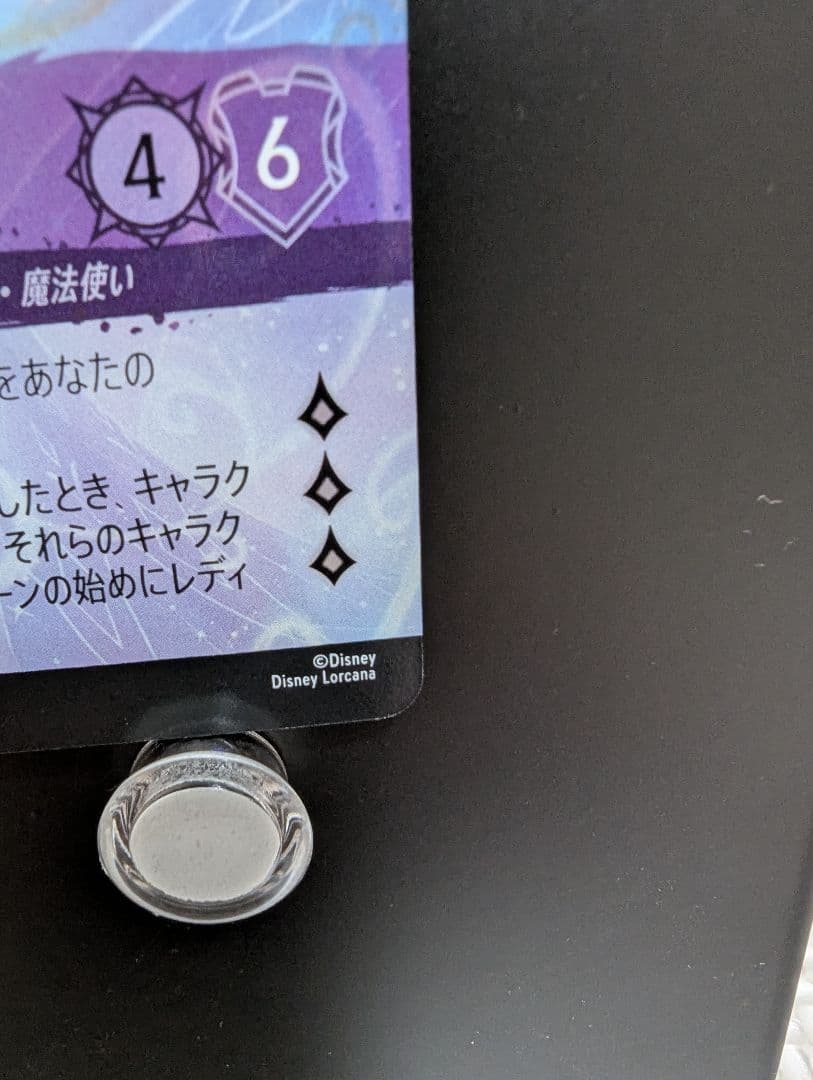 4 6
・魔法使い
をあなたの
したとき、キャラク
それらのキャラク
ーンの始めにレディ
©Disney
Disney Lorcana